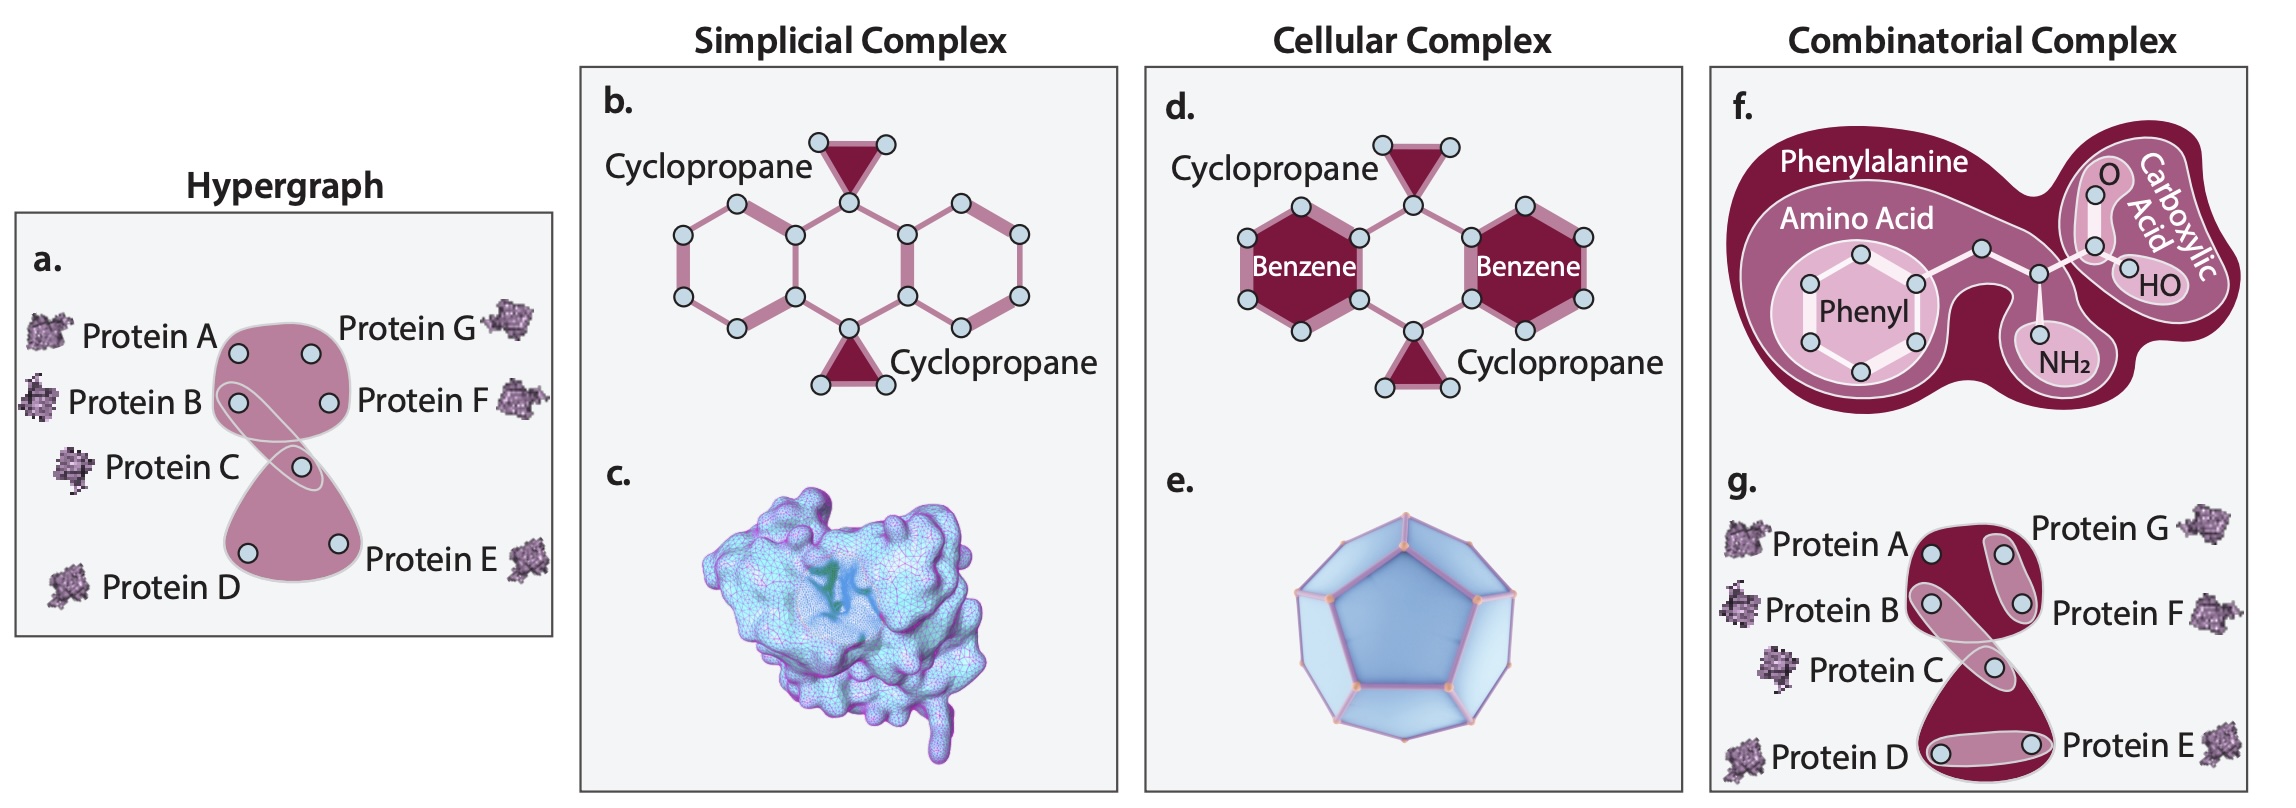 Hypergraph
a.
Protein A
Protein G
Protein B
Protein F
Protein C
Protein E
Protein D
Simplicial Complex
b.
Cyclopropane
Cyclopropane
c.
Cellular Complex
d.
Cyclopropane
Benzene
Benzene
Cyclopropane
e.
Combinatorial Complex
f.
Phenylalanine
Amino Acid
Phenyl
NH₂
O
HO
Carboxylic
Acid
g.
Protein A
Protein G
Protein B
Protein F
Protein C
Protein D
Protein E